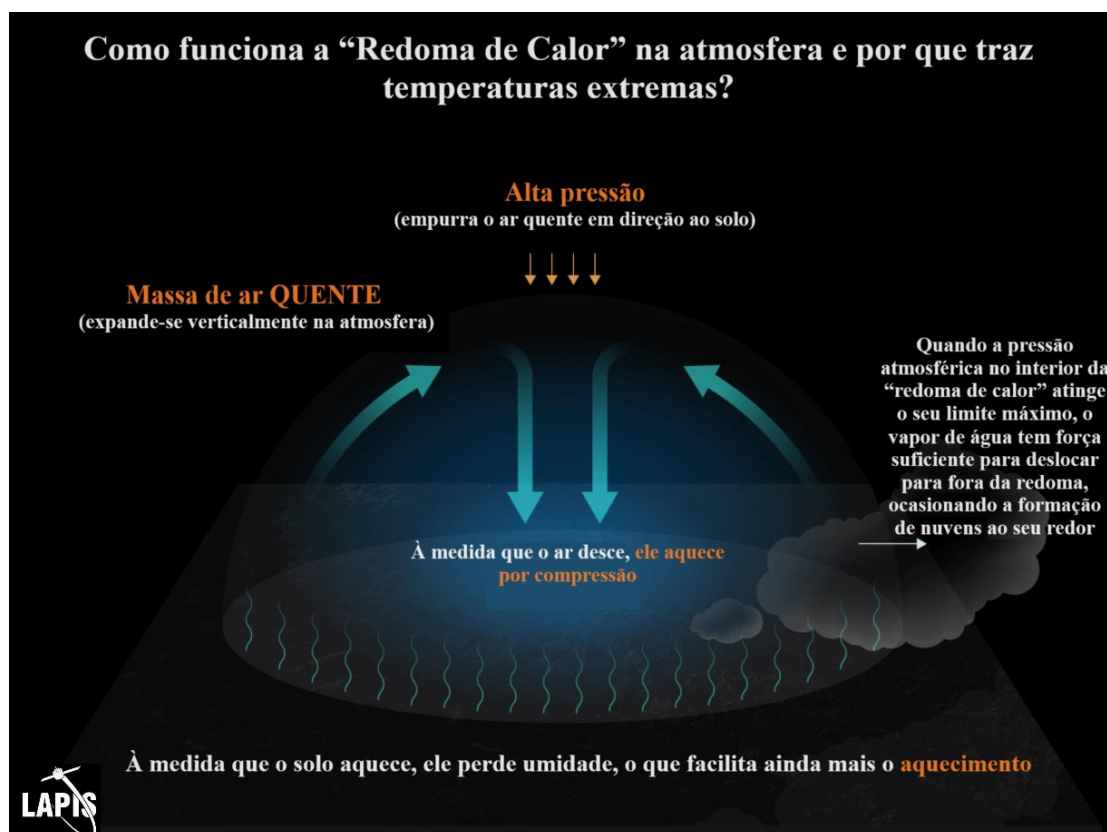 Como funciona a “Redoma de Calor” na atmosfera e por que traz
temperaturas extremas?
Alta pressão
(empurra o ar quente em direção ao solo)
Massa de ar QUENTE
(expande-se verticalmente na atmosfera)
Quando a pressão
atmosférica no interior da
“redoma de calor” atinge
o seu limite máximo, o
vapor de água tem força
suficiente para deslocar
para fora da redoma,
ocasionando a formação
de nuvens ao seu redor
À medida que o ar desce, ele aquece
por compressão
À medida que o solo aquece, ele perde umidade, o que facilita ainda mais o aquecimento
LAPIS